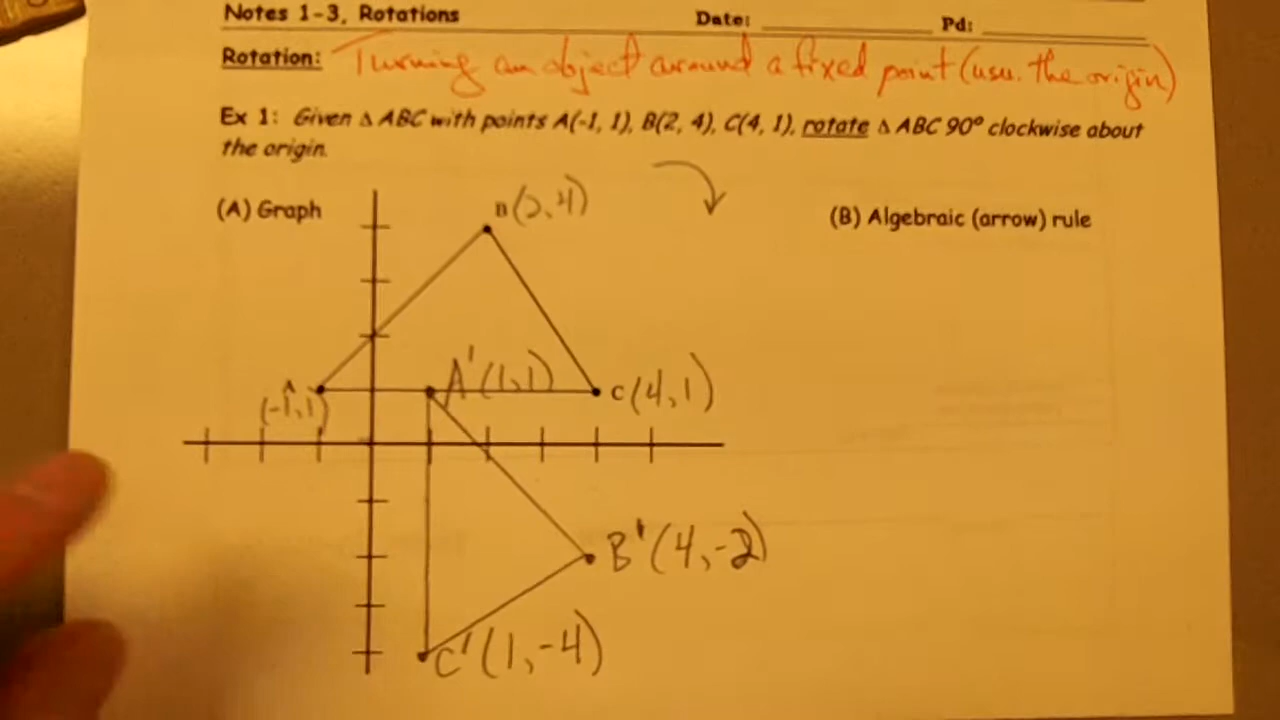 Notes 1-3, Rotations Date: __________ Pd: __________
Rotation: Turning an object around a fixed point (usu. the origin)
Ex 1: Given Δ ABC with points A(-1, 1), B(2, 4), C(4, 1), rotate Δ ABC 90° clockwise about
the origin.
(A) Graph
(B) Algebraic (arrow) rule
B(2,4)
A
(-1,1)
A'(1,1)
C(4,1)
B'(4,-2)
C'(1,-4)